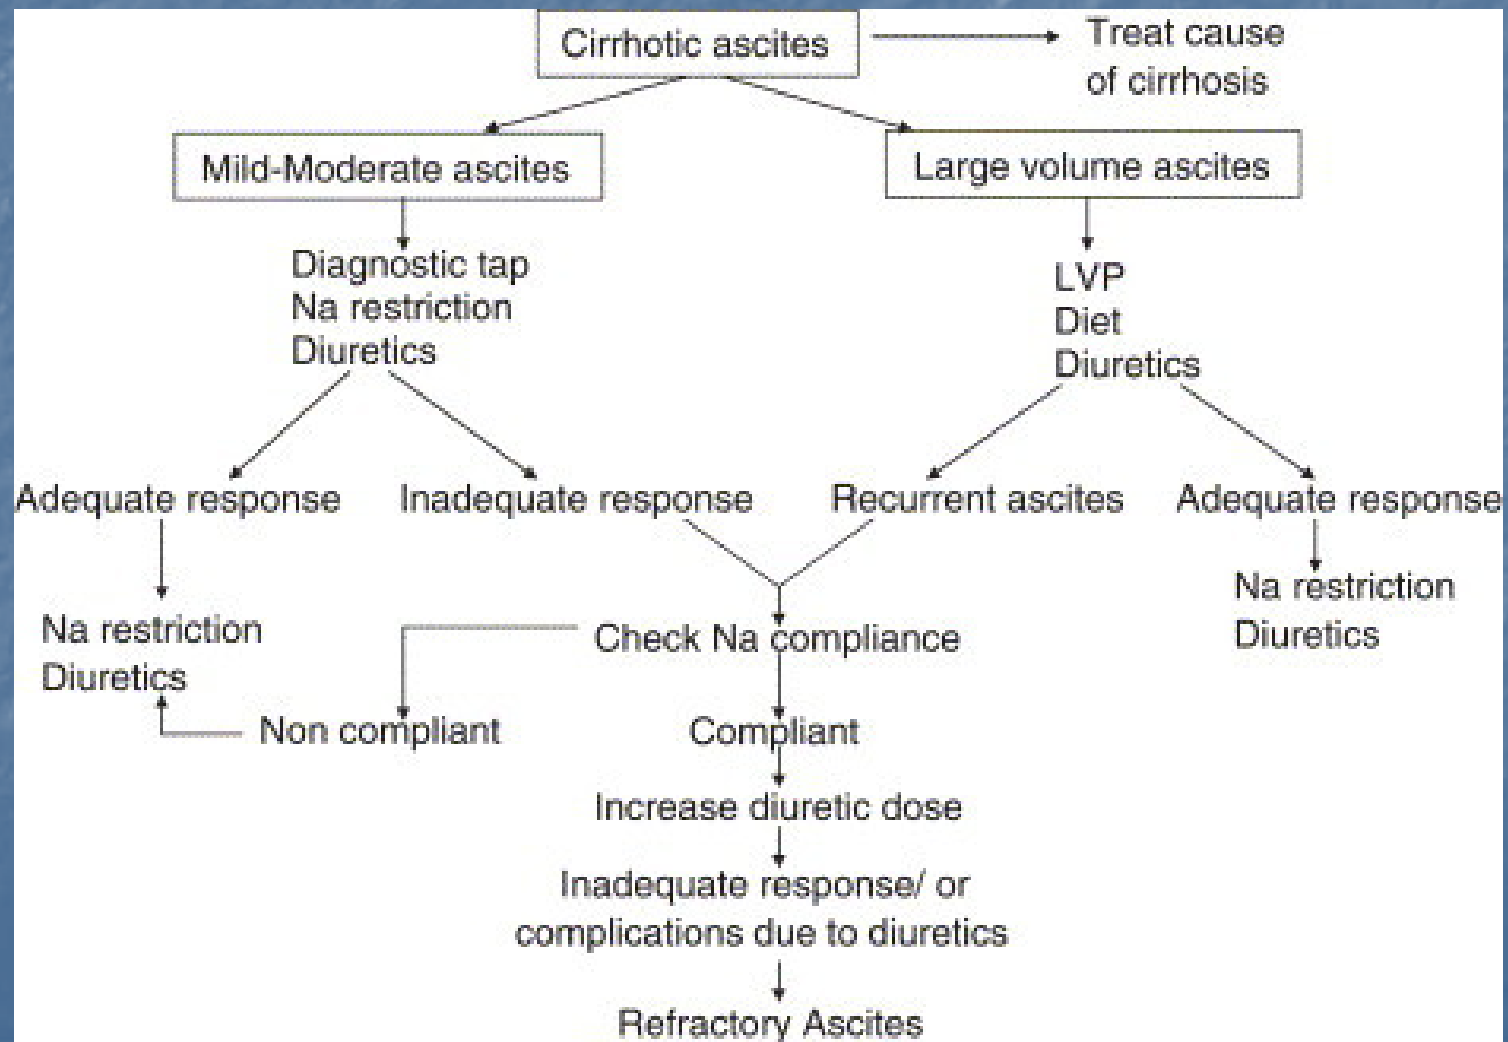 Cirrhotic ascites
Treat cause
of cirrhosis
Mild-Moderate ascites
Large volume ascites
Diagnostic tap
Na restriction
Diuretics
LVP
Diet
Diuretics
Adequate response
Inadequate response
Recurrent ascites
Adequate response
Na restriction
Diuretics
Na restriction
Diuretics
Check Na compliance
Non compliant
Compliant
Increase diuretic dose
Inadequate response/ or
complications due to diuretics
Refractory Ascites